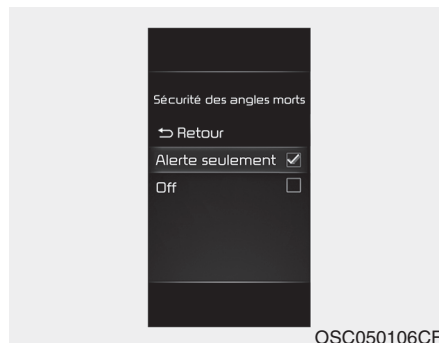 Sécurité des angles morts
Retour
Alerte seulement
Off
OSC050106CF